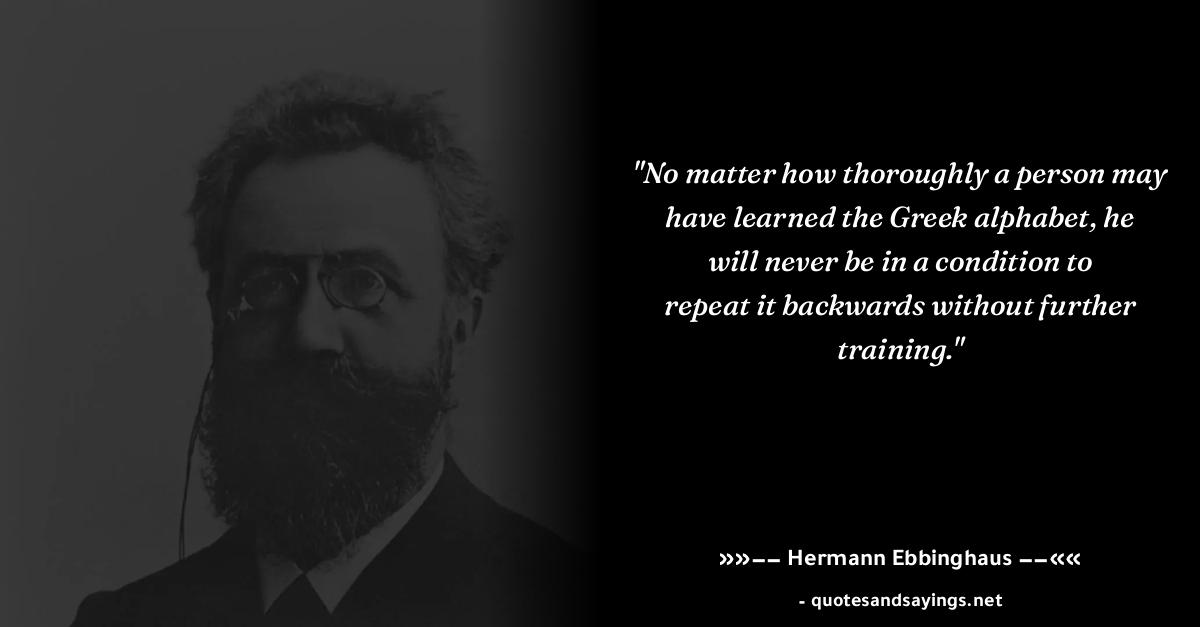 "No matter how thoroughly a person may
have learned the Greek alphabet, he
will never be in a condition to
repeat it backwards without further
training."
»»−− Hermann Ebbinghaus −−««
- quotesandsayings.net